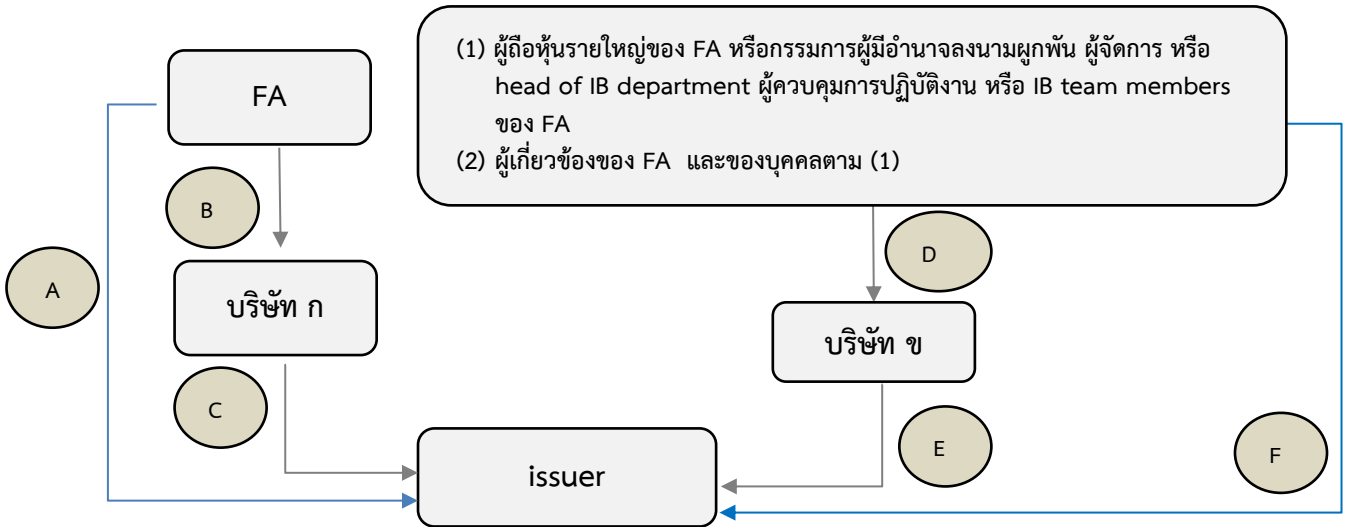 (1) ผู้ถือหุ้นรายใหญ่ของ FA หรือกรรมการผู้มีอำนาจลงนามผูกพัน ผู้จัดการ หรือ
head of IB department ผู้ควบคุมการปฏิบัติงาน หรือ IB team members
ของ FA
(2) ผู้เกี่ยวข้องของ FA และของบุคคลตาม (1)
FA
B
D
A
บริษัท ก
บริษัท ข
C
E
F
issuer